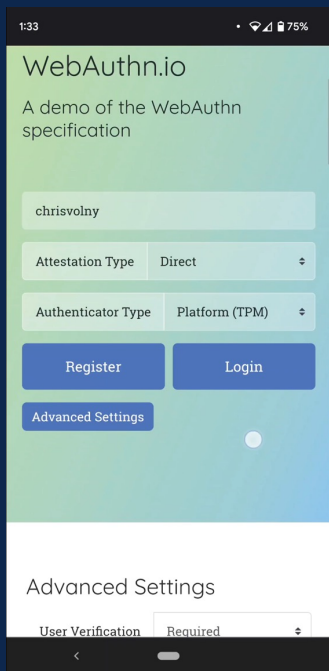 1:33
75%
WebAuthn.io
A demo of the WebAuthn
specification
chrisvolny
Attestation Type Direct
Authenticator Type Platform (TPM)
Register Login
Advanced Settings
Advanced Settings
User Verification Required